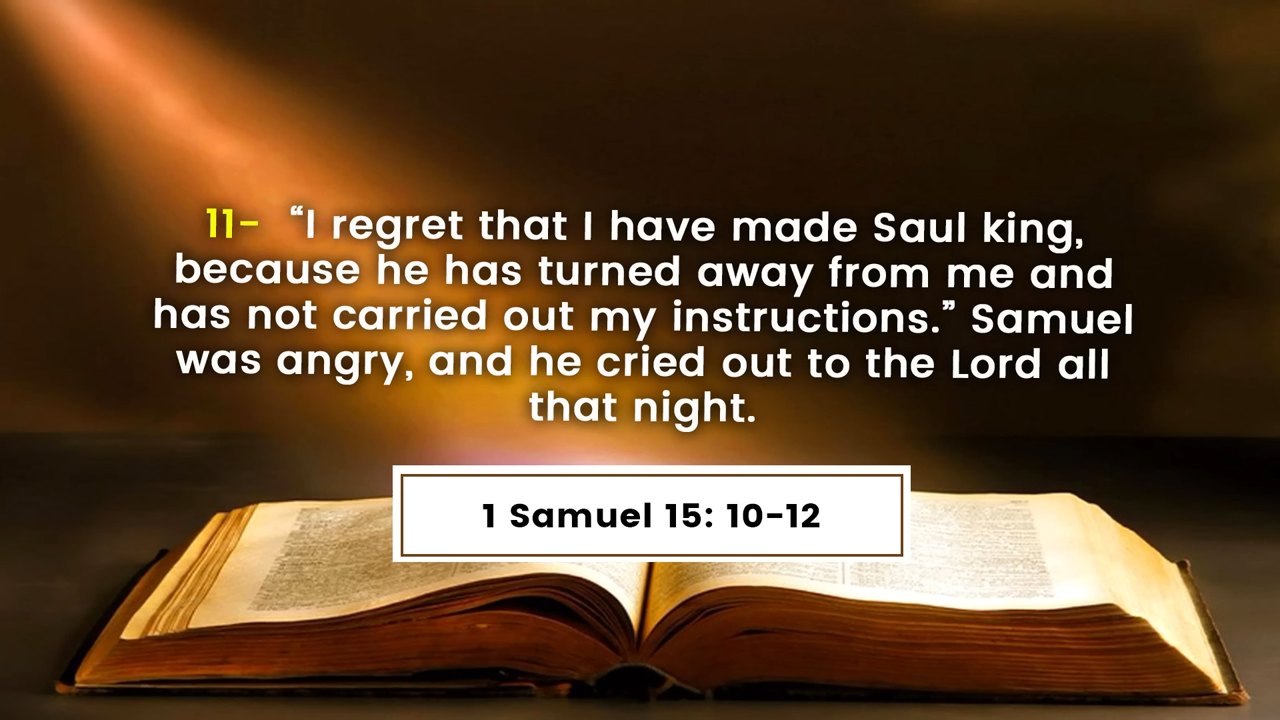 11- “I regret that I have made Saul king,
because he has turned away from me and
has not carried out my instructions.” Samuel
was angry, and he cried out to the Lord all
that night.
1 Samuel 15: 10-12